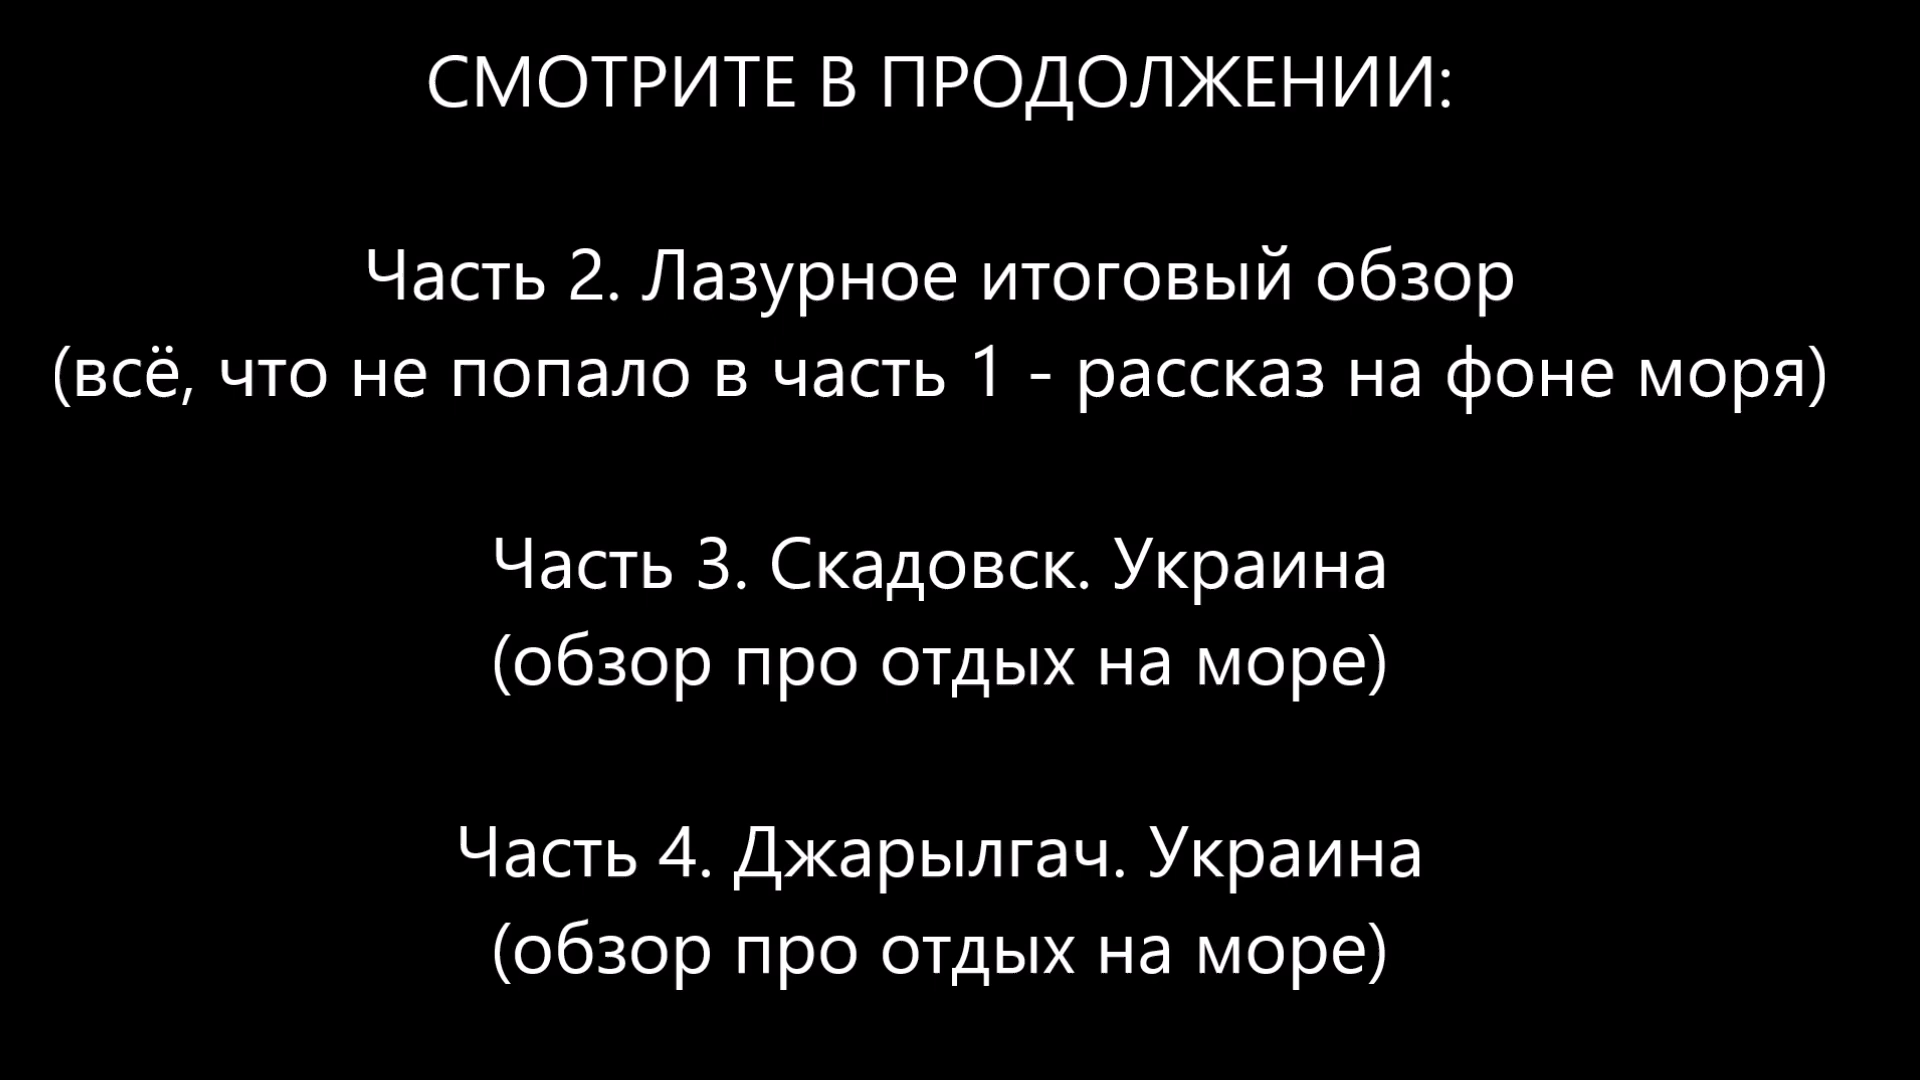 СМОТРИТЕ В ПРОДОЛЖЕНИИ:
Часть 2. Лазурное итоговый обзор
(всё, что не попало в часть 1 - рассказ на фоне моря)
Часть 3. Скадовск. Украина
(обзор про отдых на море)
Часть 4. Джарылгач. Украина
(обзор про отдых на море)